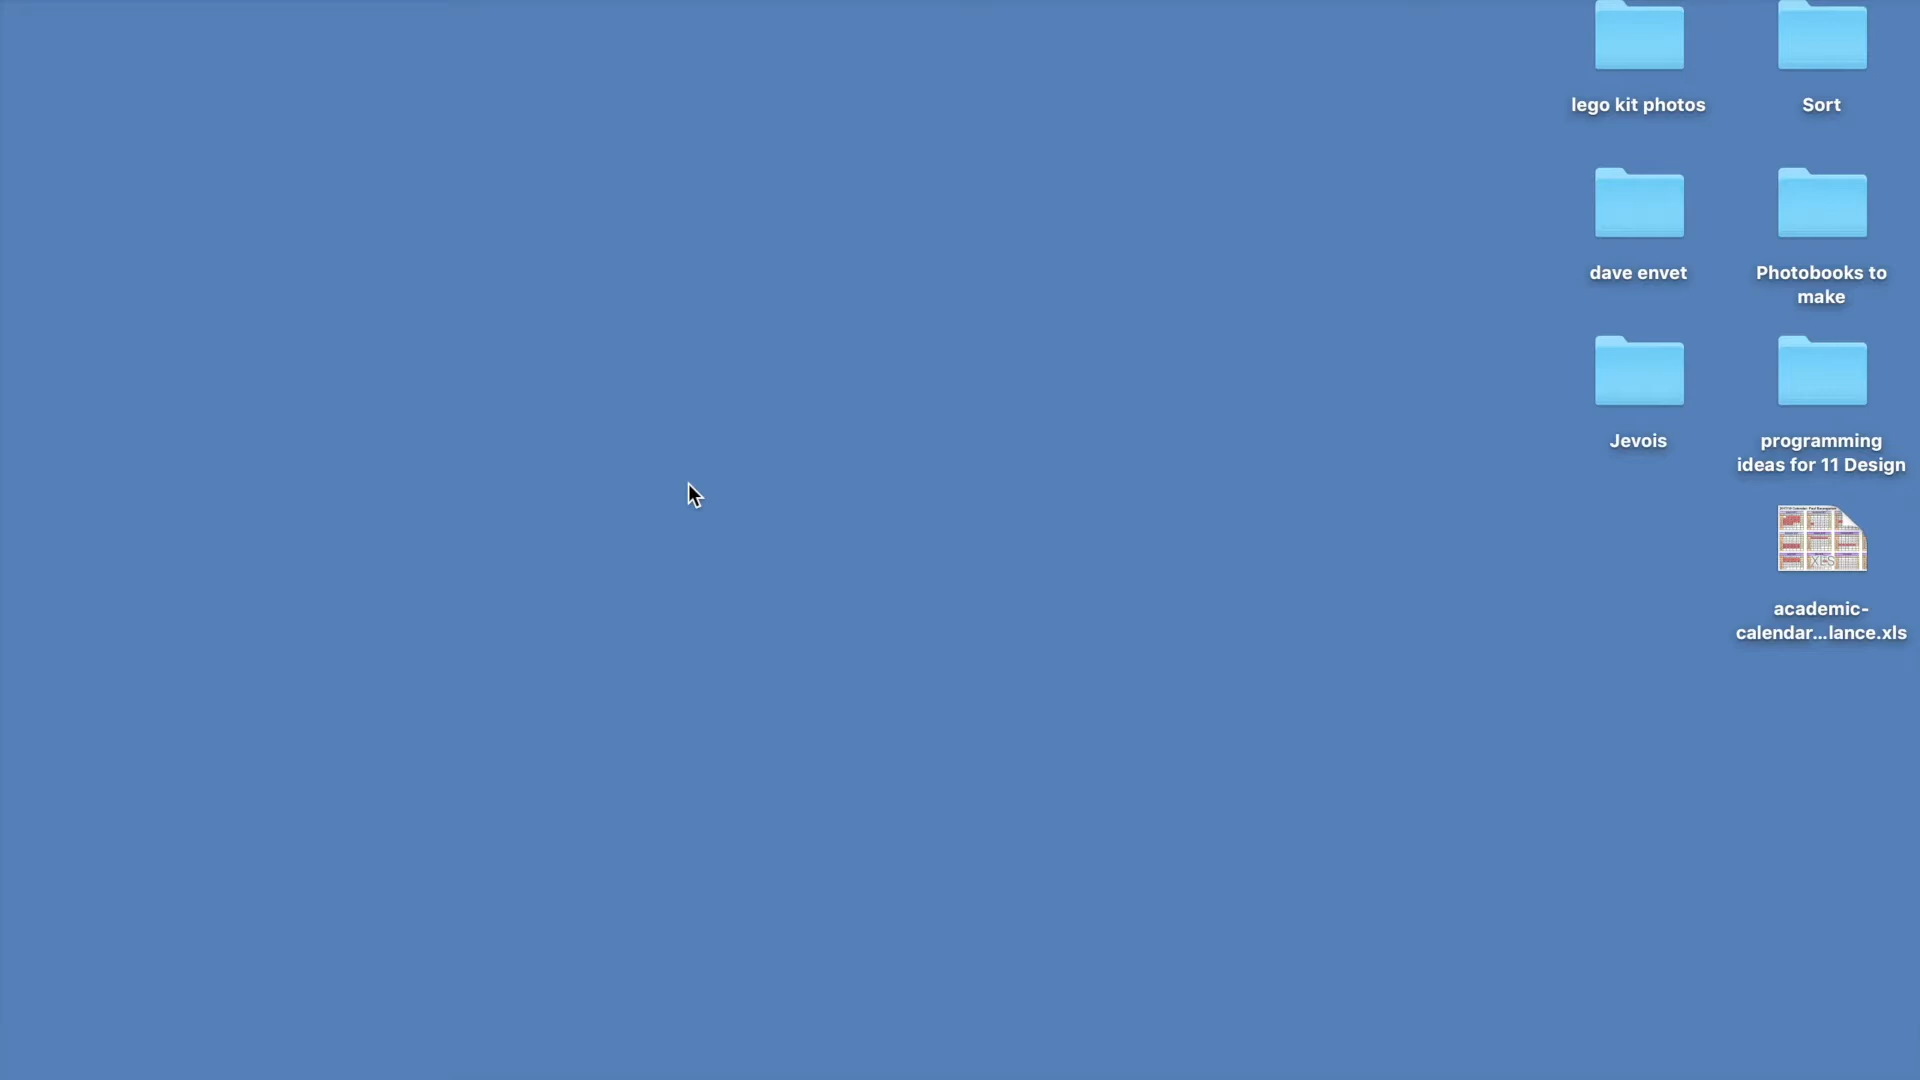 lego kit photos
Sort
dave envet
Photobooks to
make
Jevois
programming
ideas for 11 Design
XLS
academic-
calendar...lance.xls